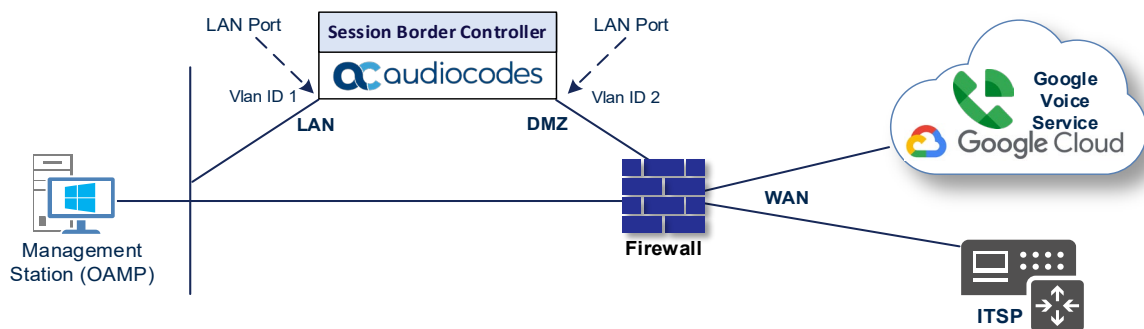 LAN Port
Session Border Controller
LAN Port
audiocodes
Vlan ID 1
Vlan ID 2
LAN
DMZ
Google
Voice
Service
Google Cloud
WAN
Firewall
Management
Station (OAMP)
ITSP